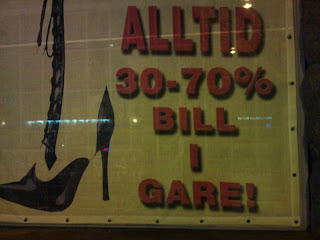 ALLTID
30-70%
BILL
I
GARE!